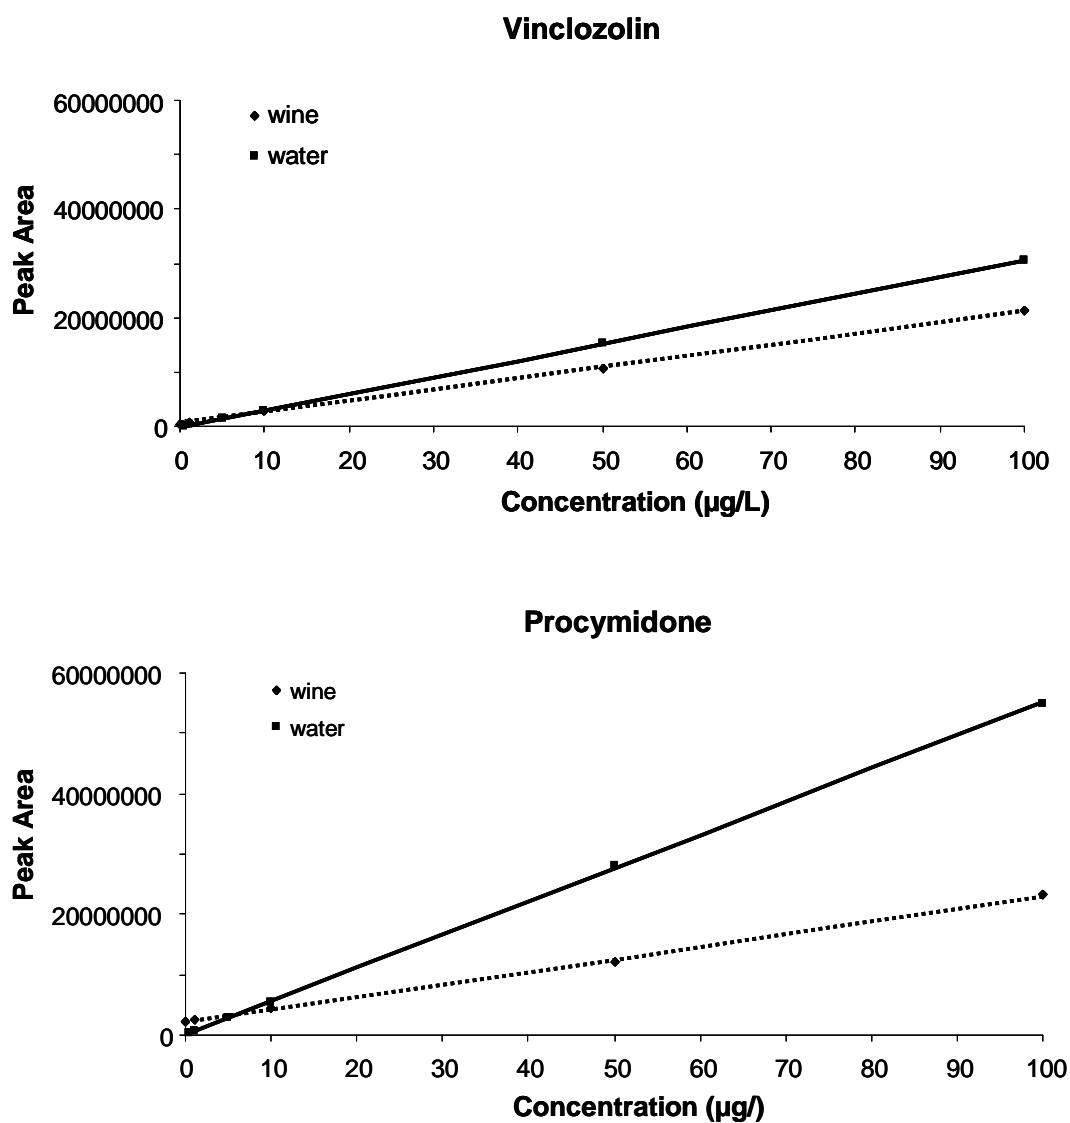 Vinclozolin
60000000
wine
water
40000000
20000000
0
Peak Area
0 10 20 30 40 50 60 70 80 90 100
Concentration (µg/L)
Procymidone
60000000
wine
water
40000000
20000000
0
Peak Area
0 10 20 30 40 50 60 70 80 90 100
Concentration (µg/)